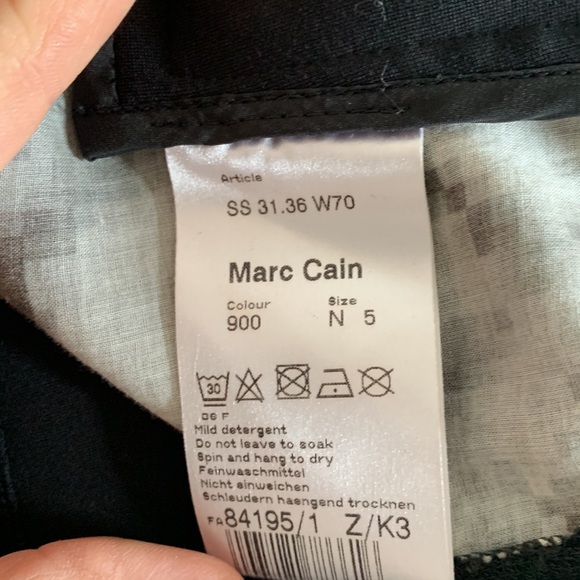 Article
SS 31.36 W70
Marc Cain
Colour Size
900 N 5
30
Mild detergent
Do not leave to soak
Spin and hang to dry
Feinwaschmittel
Nicht einweichen
Schleudern haengend trocknen
FA 84195/1 Z/K3